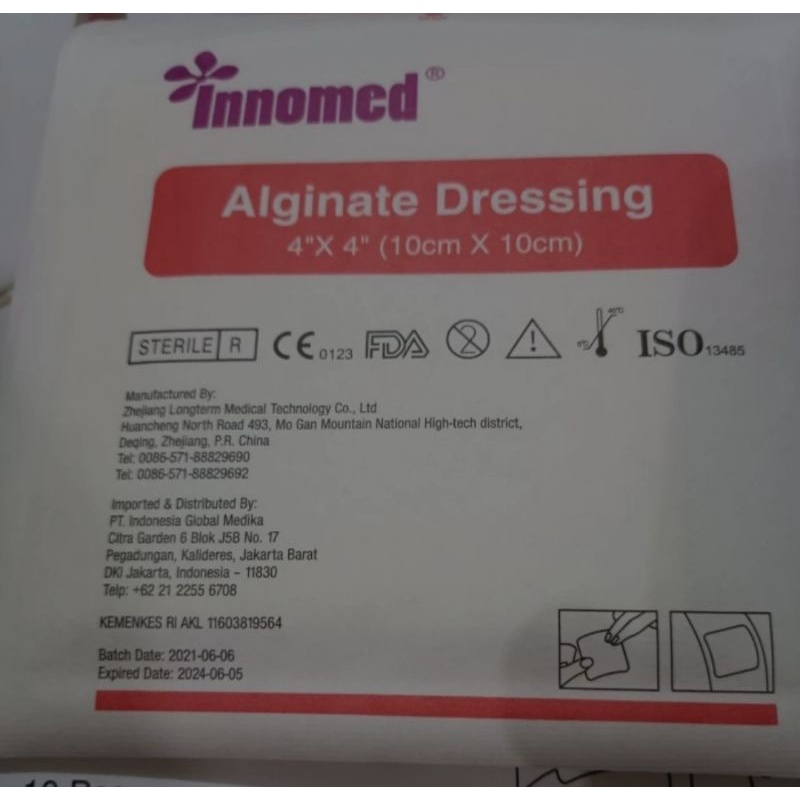 Innomed®
Alginate Dressing
4"X 4" (10cm X 10cm)
STERILE R CE 0123 FDA 2 ISO 13485
Manufactured By:
Zhejiang Longterm Medical Technology Co., Ltd
Huancheng North Road 493, Mo Gan Mountain National High-tech district,
Deqing, Zhejiang, P.R. China
Tel: 0086-571-88829690
Tel: 0086-571-88829692
Imported & Distributed By:
PT. Indonesia Global Medika
Citra Garden 6 Blok J5B No. 17
Pegadungan, Kalideres, Jakarta Barat
DKI Jakarta, Indonesia - 11830
Telp: +62 21 2255 6708
KEMENKES RI AKL 11603819564
Batch Date: 2021-06-06
Expired Date: 2024-06-05